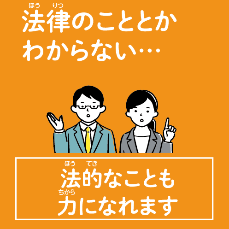 法律のこととか
わからない…
法的なことも
力になれます